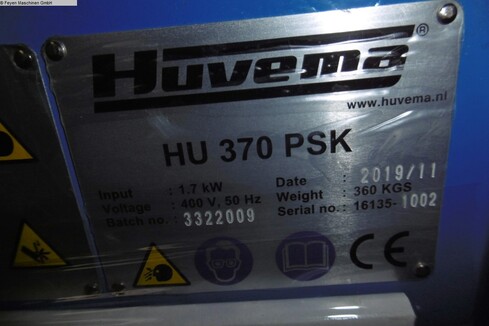 © Feyen Maschinen GmbH
Huvema®
www.huvema.nl
HU 370 PSK
Input : 1.7 kW
Voltage : 400 V, 50 Hz
Batch no.: 3322009
Date : 2019/11
Weight : 360 KGS
Serial no.: 16135-1002
CE